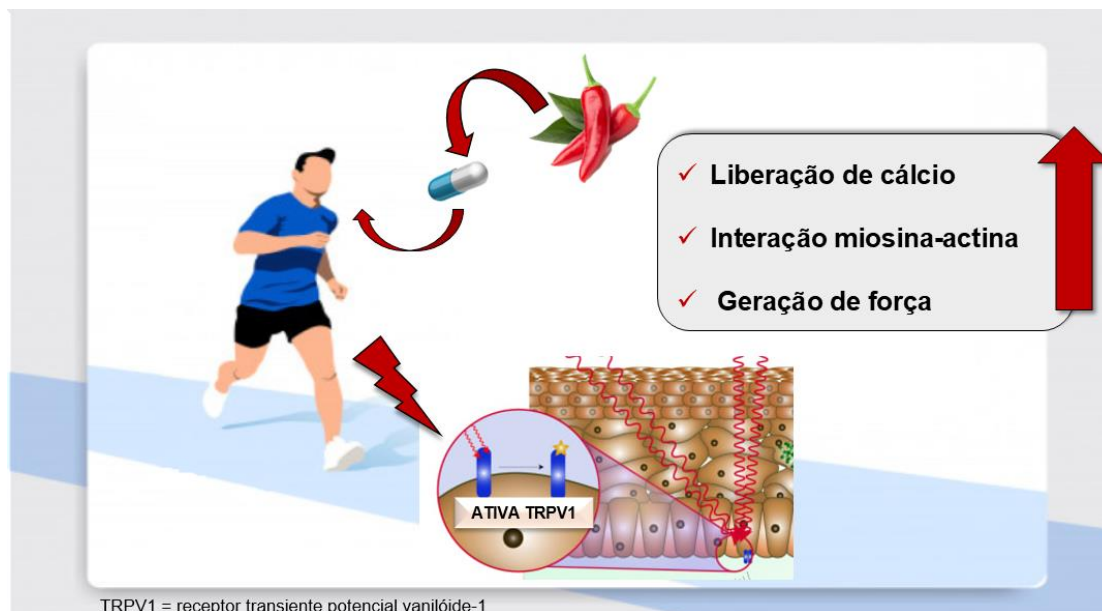 Liberação de cálcio
Interação miosina-actina
Geração de força
ATIVA TRPV1
TRPV1 = receptor transiente potencial vanilóide-1